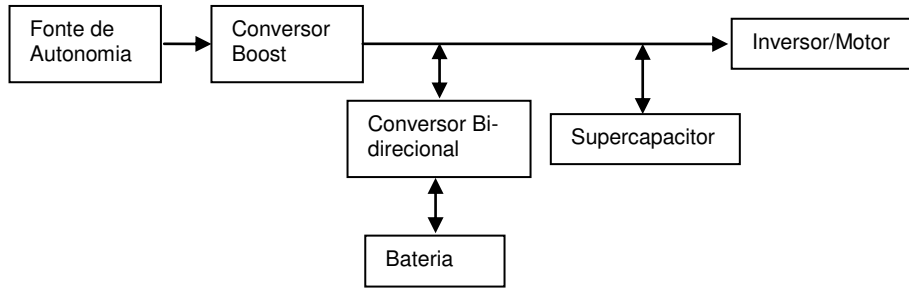 Fonte de
Autonomia
Conversor
Boost
Inversor/Motor
Conversor Bi-
direcional
Supercapacitor
Bateria